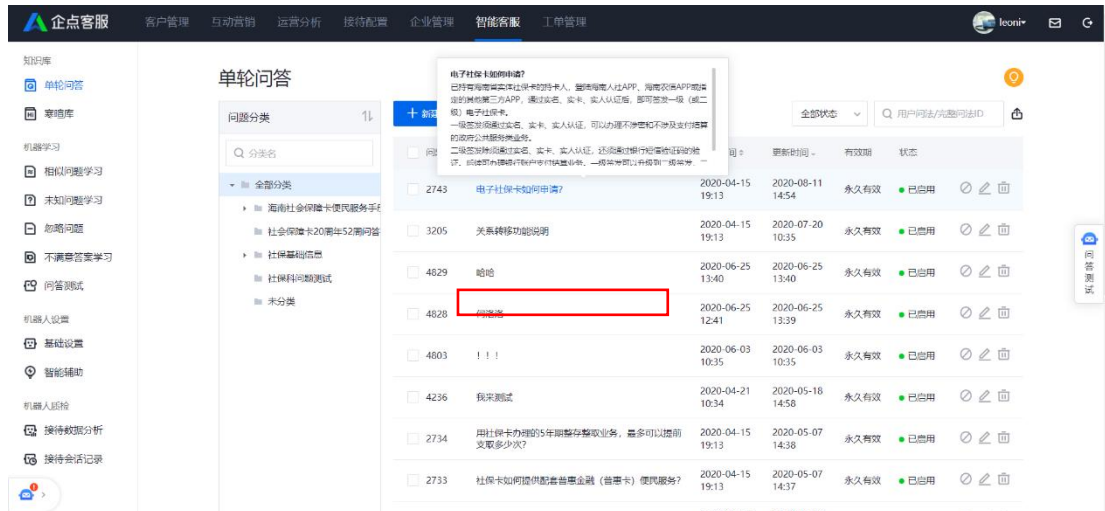 企点客服 客户管理 互动营销 运营分析 接待配置 企业管理 智能客服 工单管理 leoni
知识库
单轮问答
寒暄库
机器学习
相似问题学习
未知问题学习
忽略问题
不满意答案学习
问答测试
机器人设置
基础设置
智能辅助
机器人质检
接待数据分析
接待会话记录
单轮问答
问题分类
分类名
全部分类
海南社会保障卡便民服务手
社会保障卡20周年52期问答
社保基础信息
社保科问题测试
未分类
电子社保卡如何申请?
已持有海南省实体社保卡的持卡人，登陆海南人社APP、海南农信APP或指
定的其他第三方APP，通过实名、实卡、实人认证后，即可签发一级（或二
级）电子社保卡。
一级签发须通过实名、实卡、实人认证，可以办理不涉密和不涉及支付结算
的政府公共服务类业务。
二级签发除须通过实名、实卡、实人认证，还须通过银行短信验证码的验
全部状态 用户问法/完整问法ID
更新时间 有效期 状态
2743 电子社保卡如何申请? 2020-04-15 19:13 2020-08-11 14:54 永久有效 已启用
3205 关系转移功能说明 2020-04-15 19:13 2020-07-20 10:35 永久有效 已启用
4829 哈哈 2020-06-25 13:40 2020-06-25 13:40 永久有效 已启用
4828 2020-06-25 12:41 2020-06-25 13:39 永久有效 已启用
4803 ！！！ 2020-06-03 10:35 2020-06-03 10:35 永久有效 已启用
4236 我来测试 2020-04-21 10:34 2020-05-18 14:58 永久有效 已启用
2734 用社保卡办理的5年期整存整取业务，最多可以提前支取多少次? 2020-04-15 19:13 2020-05-07 14:38 永久有效 已启用
2733 社保卡如何提供配套普惠金融（普惠卡）便民服务? 2020-04-15 19:13 2020-05-07 14:37 永久有效 已启用
问答测试